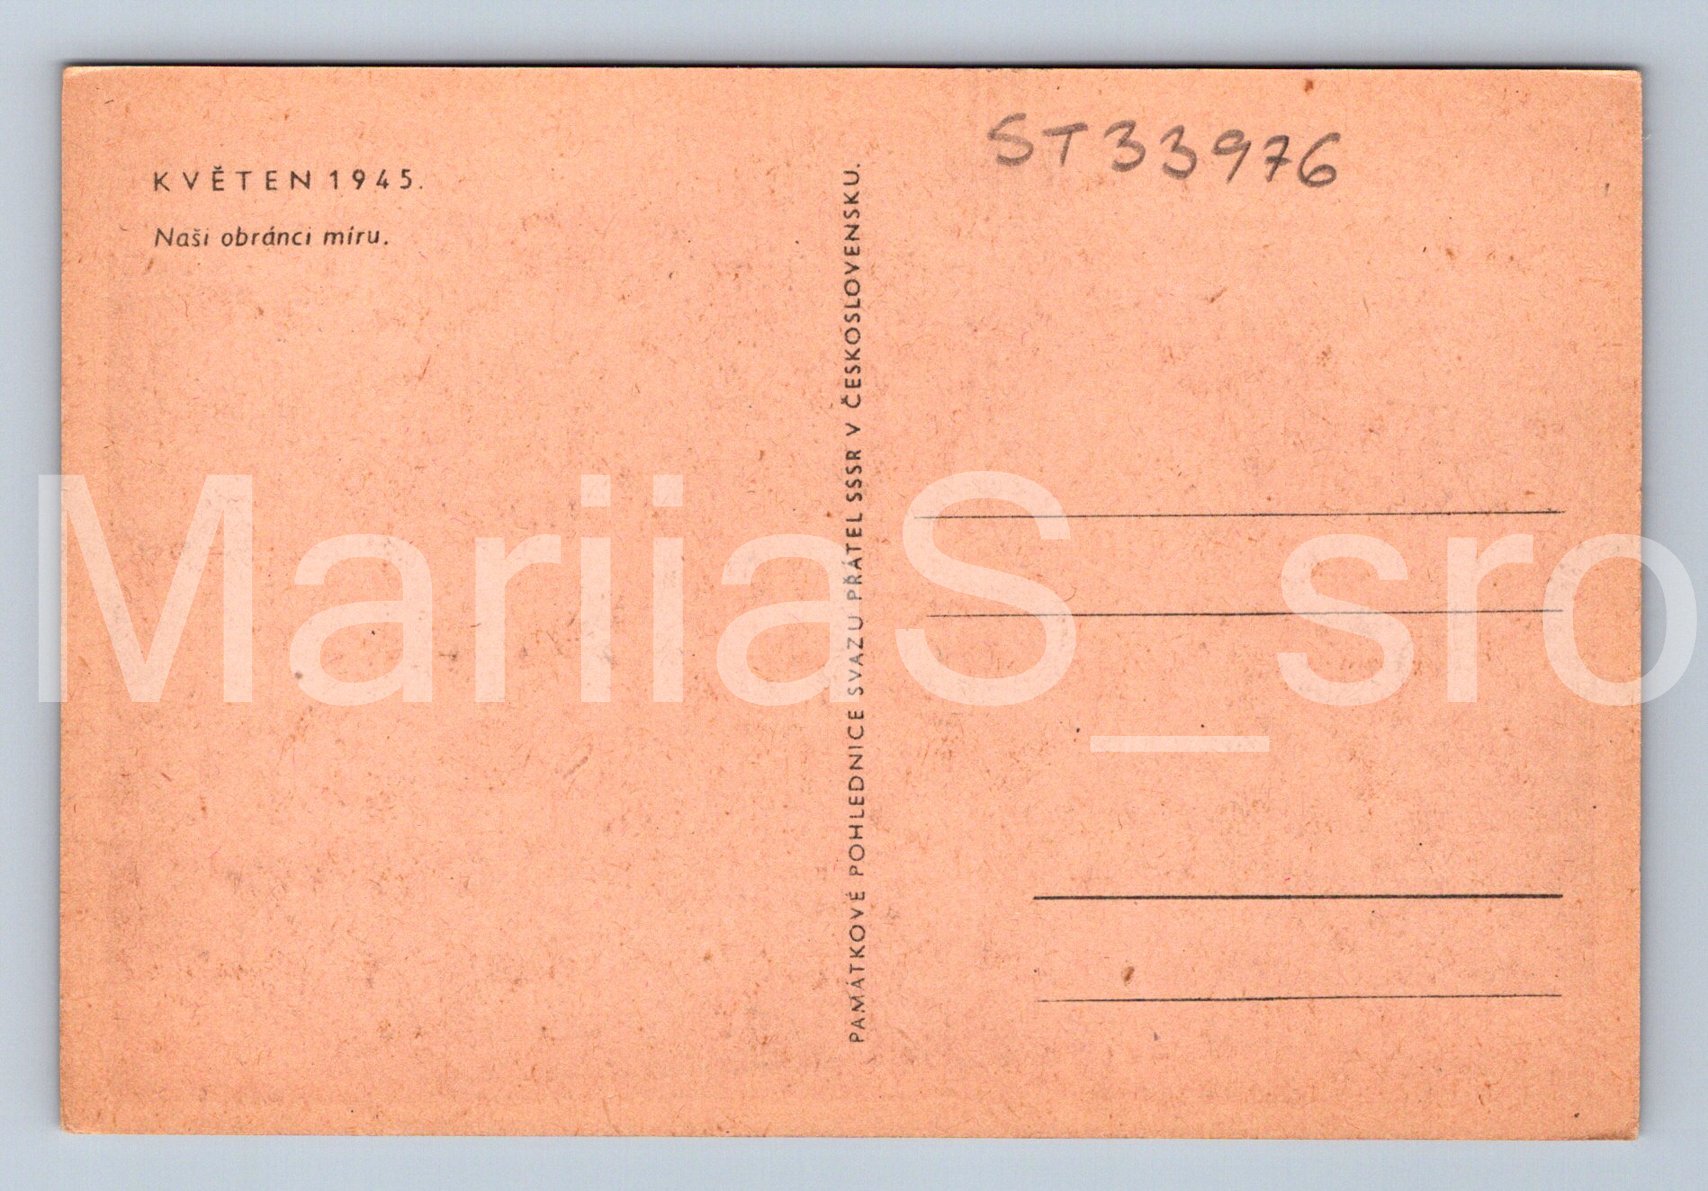 KVĚTEN 1945.
Naši obránci míru.
PAMÁTKOVÉ POHLEDNICE SVAZU PŘÁTEL SSSR V ČESKOSLOVENSKU.
ST33976
MariiaS_sro